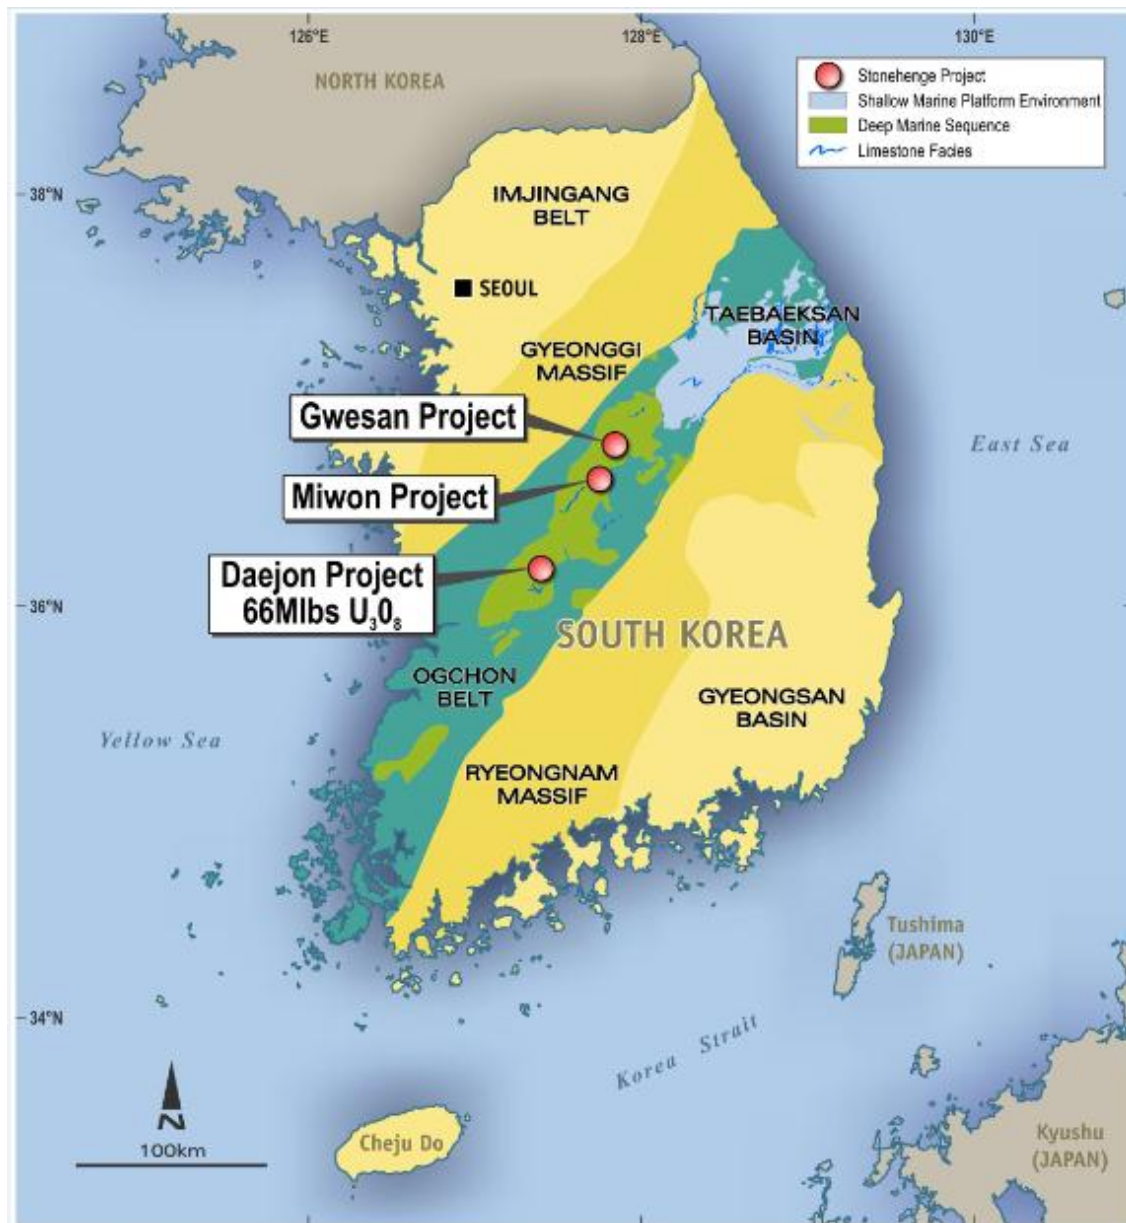 126°E
128°E
130°E
NORTH KOREA
Stonehenge Project
Shallow Marine Platform Environment
Deep Marine Sequence
Limestone Facies
38°N
IMJINGANG
BELT
SEOUL
TAEBAEKSAN
BASIN
GYEONGGI
MASSIF
Gwesan Project
East Sea
Miwon Project
Daejon Project
66Mlbs U₃0₈
36°N
SOUTH KOREA
OGCHON
BELT
GYEONGSAN
BASIN
Yellow Sea
RYEONGNAM
MASSIF
Tushima
(JAPAN)
34°N
Korea Strait
N
100km
Cheju Do
Kyushu
(JAPAN)